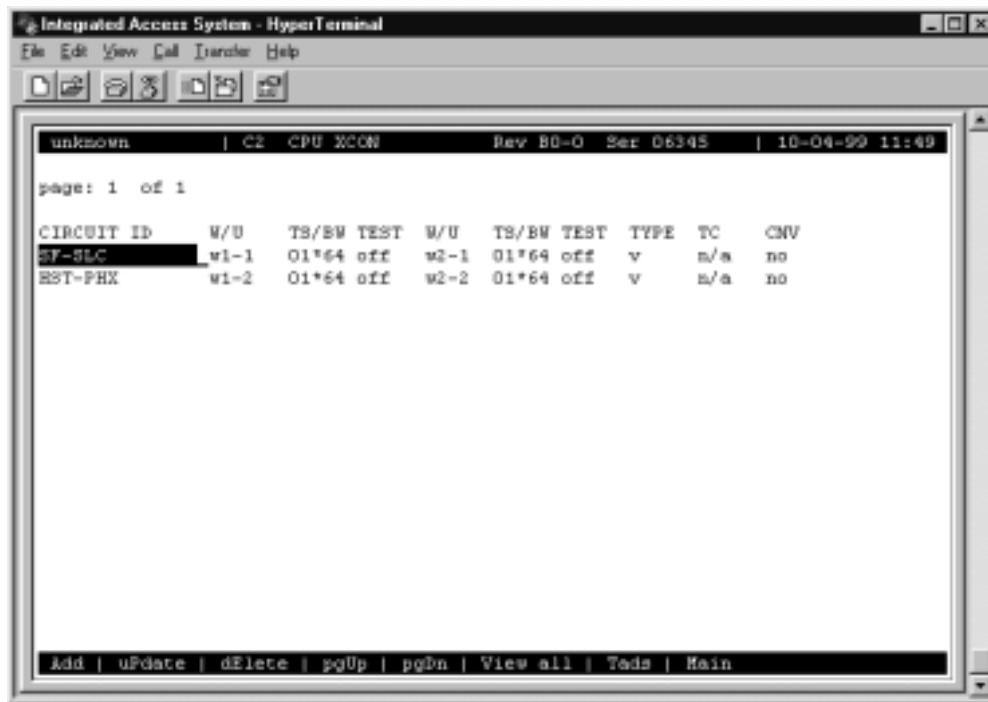 Integrated Access System - HyperTerminal
File Edit View Call Transfer Help
unknown | C2 CPU XCON Rev B0-0 Ser 06345 | 10-04-99 11:49
page: 1 of 1
CIRCUIT ID W/U TS/BW TEST W/U TS/BW TEST TYPE TC CNV
SF-SLC w1-1 01*64 off w2-1 01*64 off v n/a no
HST-PHX w1-2 01*64 off w2-2 01*64 off v n/a no
Add | uPdate | dElete | pgUp | pgDn | View all | Tads | Main